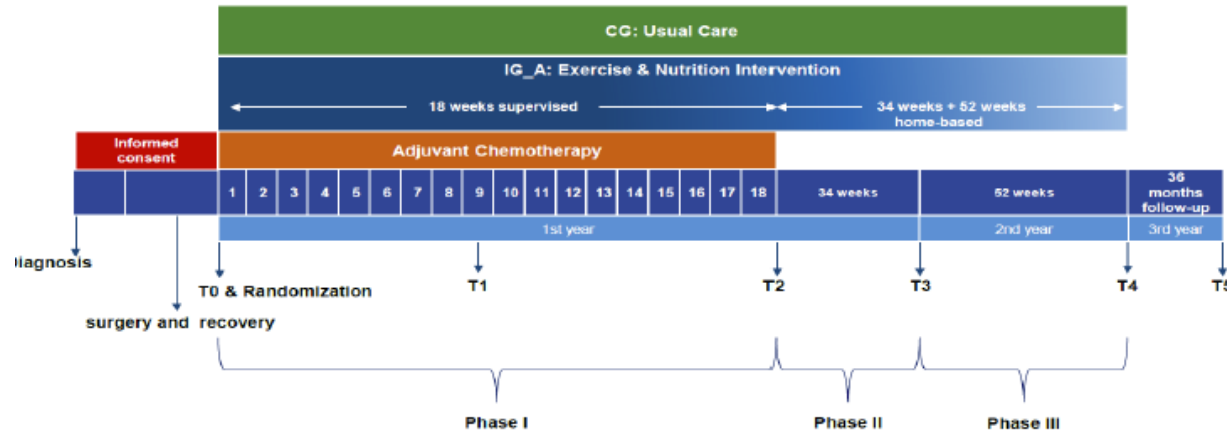 CG: Usual Care
IG_A: Exercise & Nutrition Intervention
18 weeks supervised
34 weeks + 52 weeks
home-based
Informed
consent
Adjuvant Chemotherapy
1 2 3 4 5 6 7 8 9 10 11 12 13 14 15 16 17 18 34 weeks 52 weeks
36
months
follow-up
1st year 2nd year 3rd year
iagnosis
T0 & Randomization
T1 T2 T3 T4 T5
surgery and recovery
Phase I Phase II Phase III